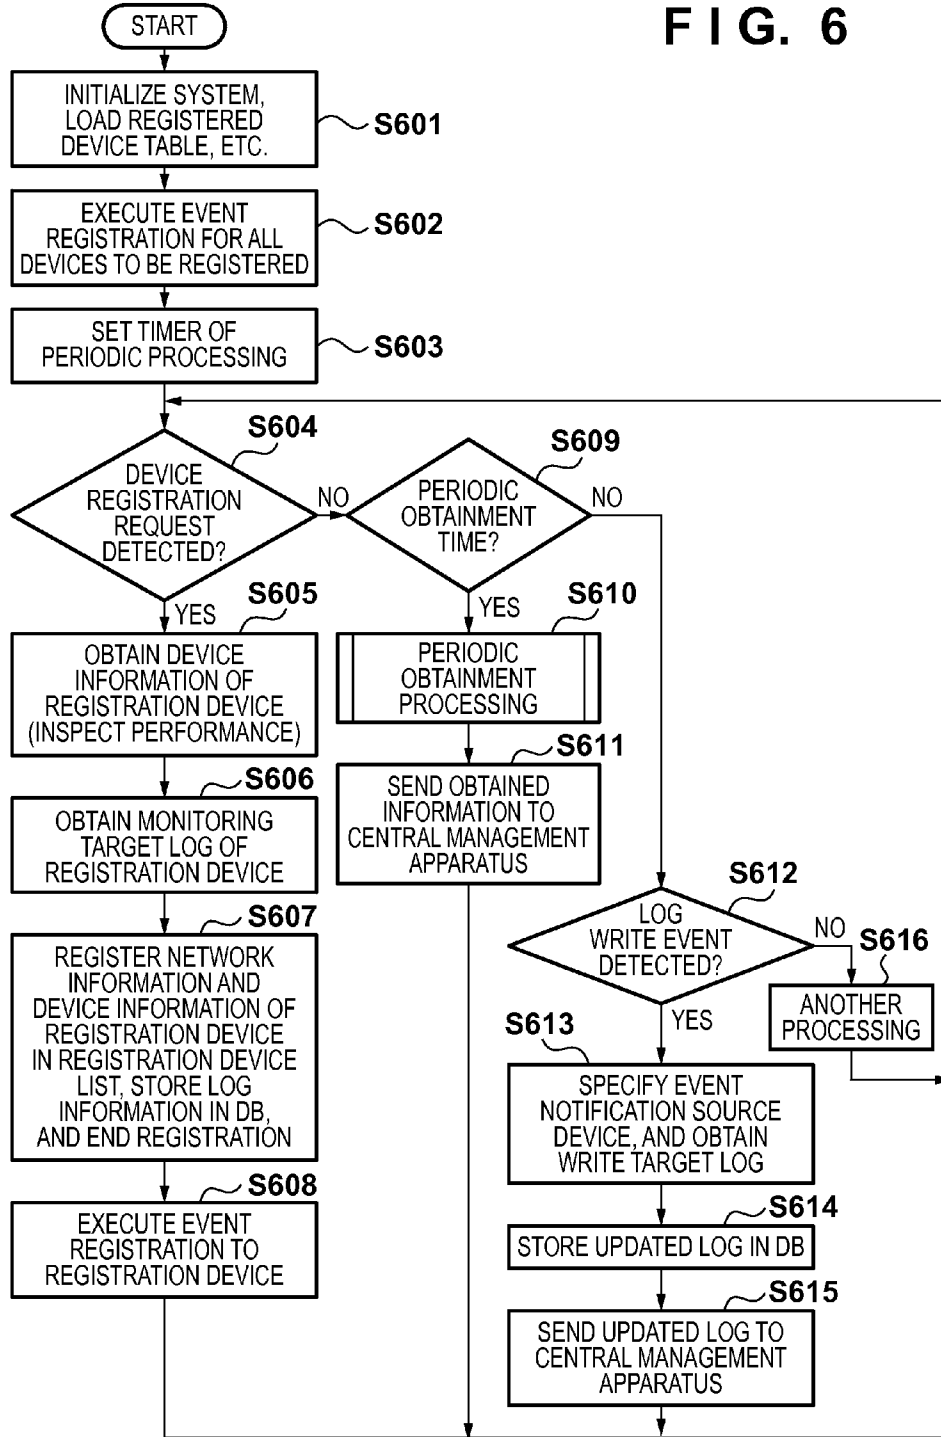 FIG. 6
START
INITIALIZE SYSTEM,
LOAD REGISTERED
DEVICE TABLE, ETC.
S601
EXECUTE EVENT
REGISTRATION FOR ALL
DEVICES TO BE REGISTERED
S602
SET TIMER OF
PERIODIC PROCESSING
S603
S604
DEVICE
REGISTRATION
REQUEST
DETECTED?
NO
YES
S605
OBTAIN DEVICE
INFORMATION OF
REGISTRATION DEVICE
(INSPECT PERFORMANCE)
S606
OBTAIN MONITORING
TARGET LOG OF
REGISTRATION DEVICE
S607
REGISTER NETWORK
INFORMATION AND
DEVICE INFORMATION OF
REGISTRATION DEVICE
IN REGISTRATION DEVICE
LIST, STORE LOG
INFORMATION IN DB,
AND END REGISTRATION
S608
EXECUTE EVENT
REGISTRATION TO
REGISTRATION DEVICE
S609
PERIODIC
OBTAINMENT
TIME?
NO
YES
S610
PERIODIC
OBTAINMENT
PROCESSING
S611
SEND OBTAINED
INFORMATION TO
CENTRAL MANAGEMENT
APPARATUS
S612
LOG
WRITE EVENT
DETECTED?
NO
YES
S616
ANOTHER
PROCESSING
S613
SPECIFY EVENT
NOTIFICATION SOURCE
DEVICE, AND OBTAIN
WRITE TARGET LOG
S614
STORE UPDATED LOG IN DB
S615
SEND UPDATED LOG TO
CENTRAL MANAGEMENT
APPARATUS